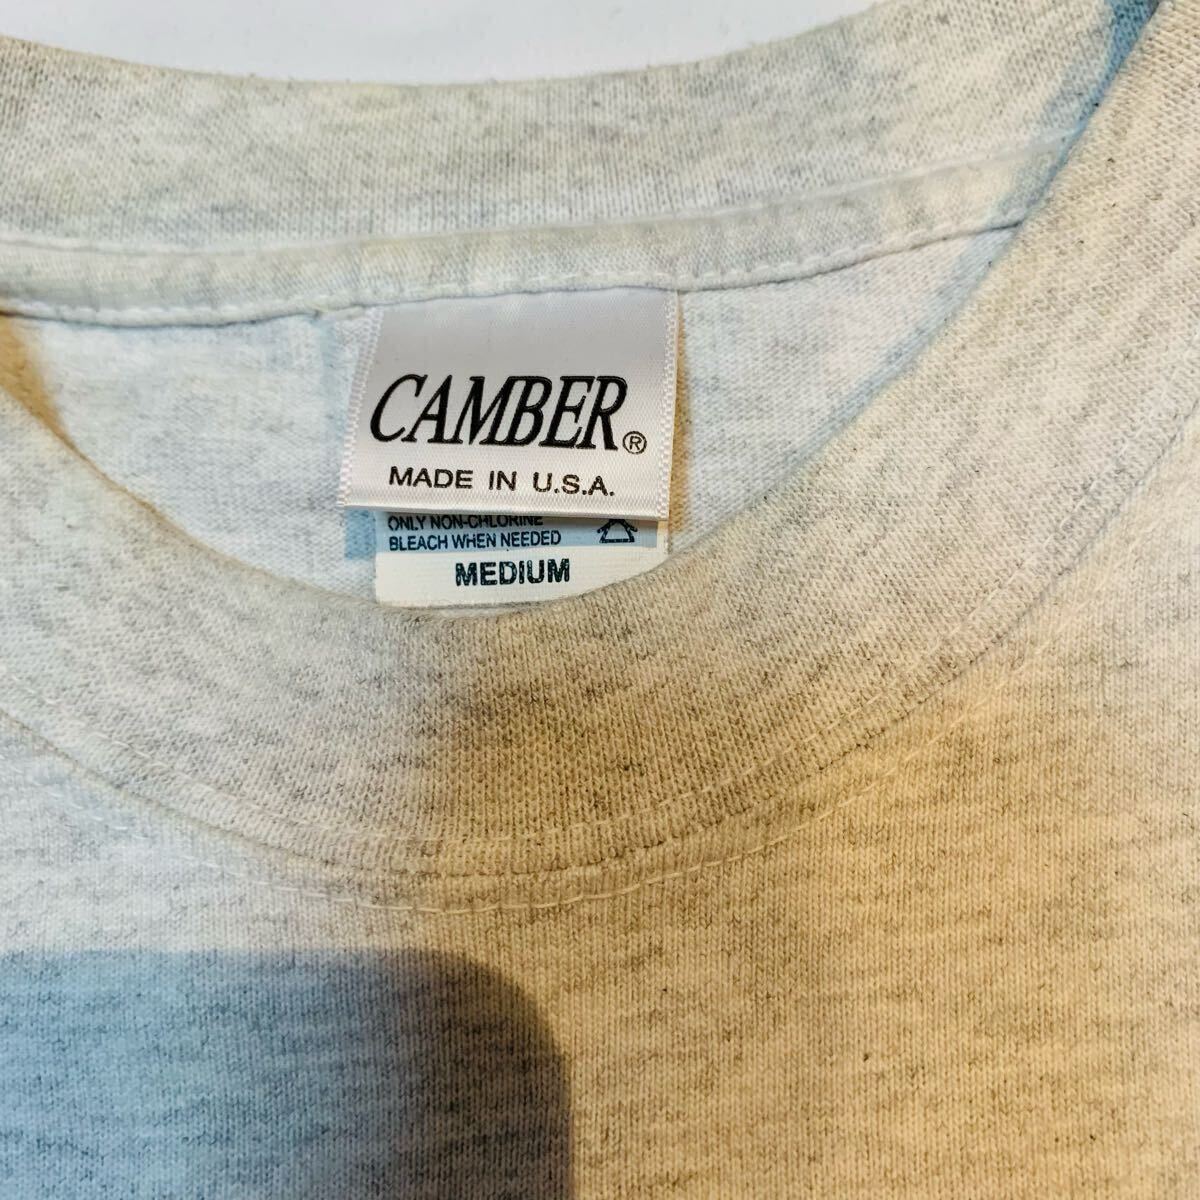 CAMBER®
MADE IN U.S.A.
ONLY NON-CHLORINE
BLEACH WHEN NEEDED
MEDIUM